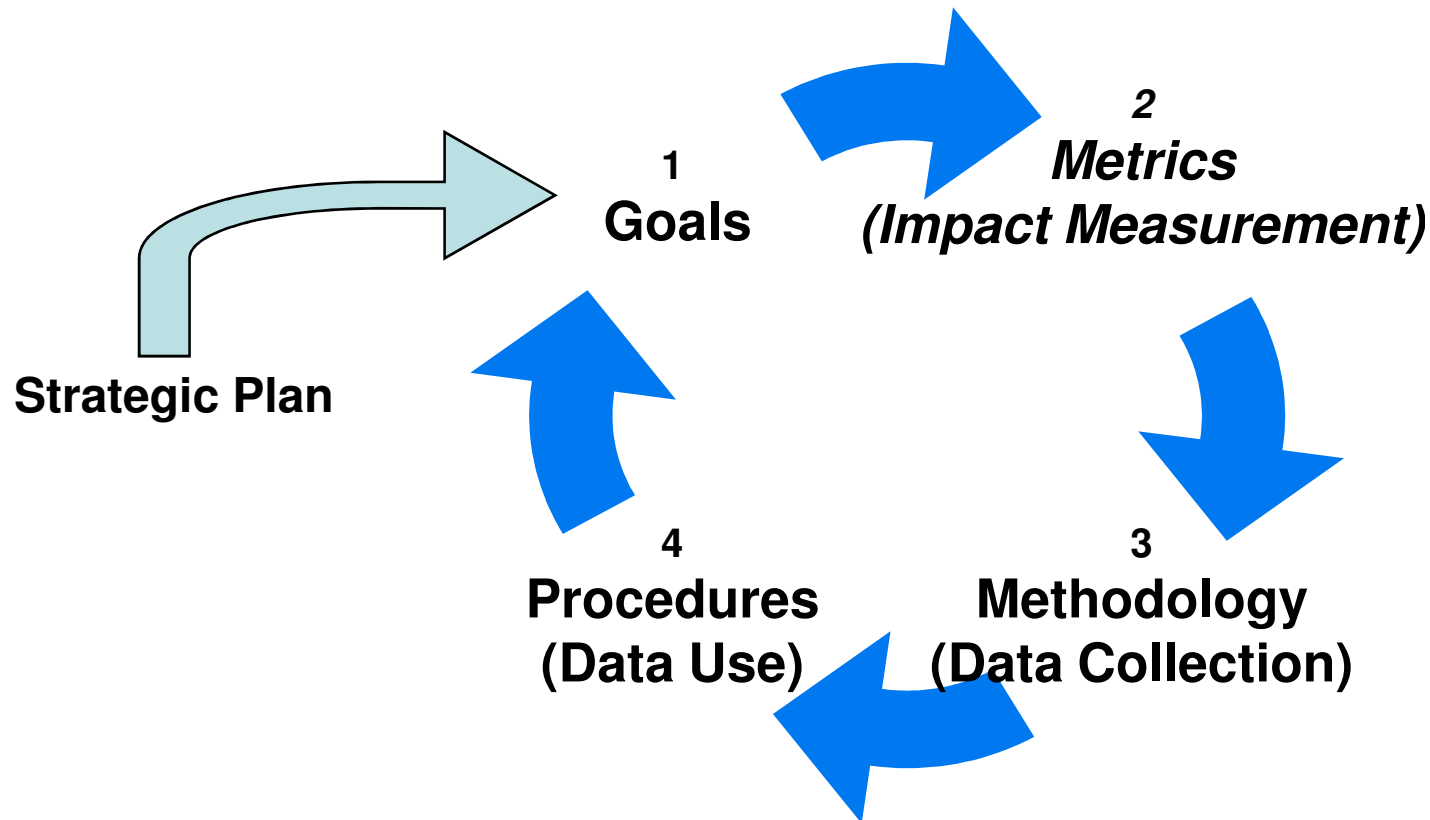 1
Goals
2
Metrics
(Impact Measurement)
Strategic Plan
4
Procedures
(Data Use)
3
Methodology
(Data Collection)